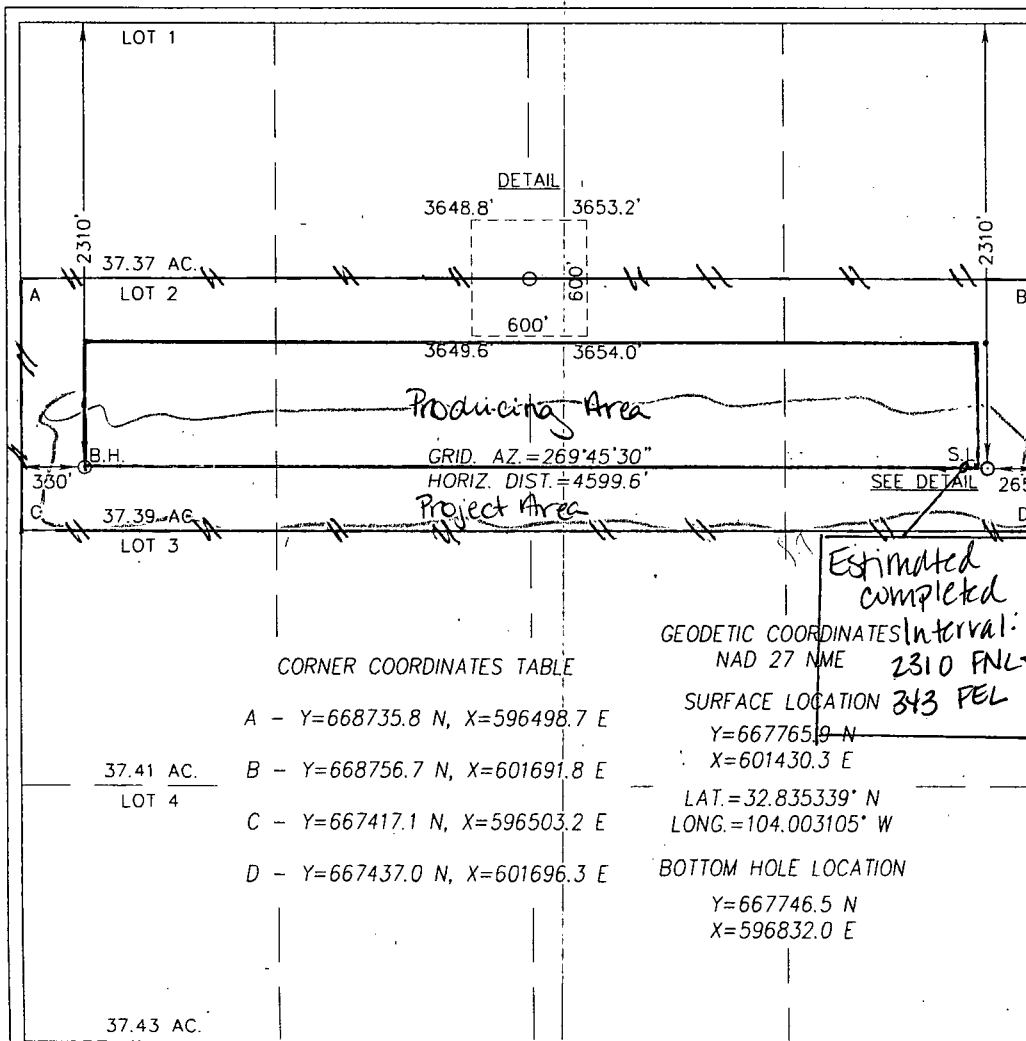 LOT 1
DETAIL
3648.8' 3653.2'
2310' 2310'
37.37 AC.
LOT 2
A B
600'
600'
3649.6' 3654.0'
Producing Area
B.H. GRID. AZ.=269°45'30" S.L.
330' HORIZ. DIST.=4599.6' SEE DETAIL 265
Project Area
C 37.39 AC. D
LOT 3
Estimated
completed
Interval:
2310 FNL
343 FEL
GEODETIC COORDINATES
NAD 27 NME
CORNER COORDINATES TABLE
SURFACE LOCATION
A - Y=668735.8 N, X=596498.7 E
Y=667765.9 N
X=601430.3 E
37.41 AC.
LOT 4
B - Y=668756.7 N, X=601691.8 E
LAT.=32.835339° N
LONG.=104.003105° W
C - Y=667417.1 N, X=596503.2 E
BOTTOM HOLE LOCATION
D - Y=667437.0 N, X=601696.3 E
Y=667746.5 N
X=596832.0 E
37.43 AC.